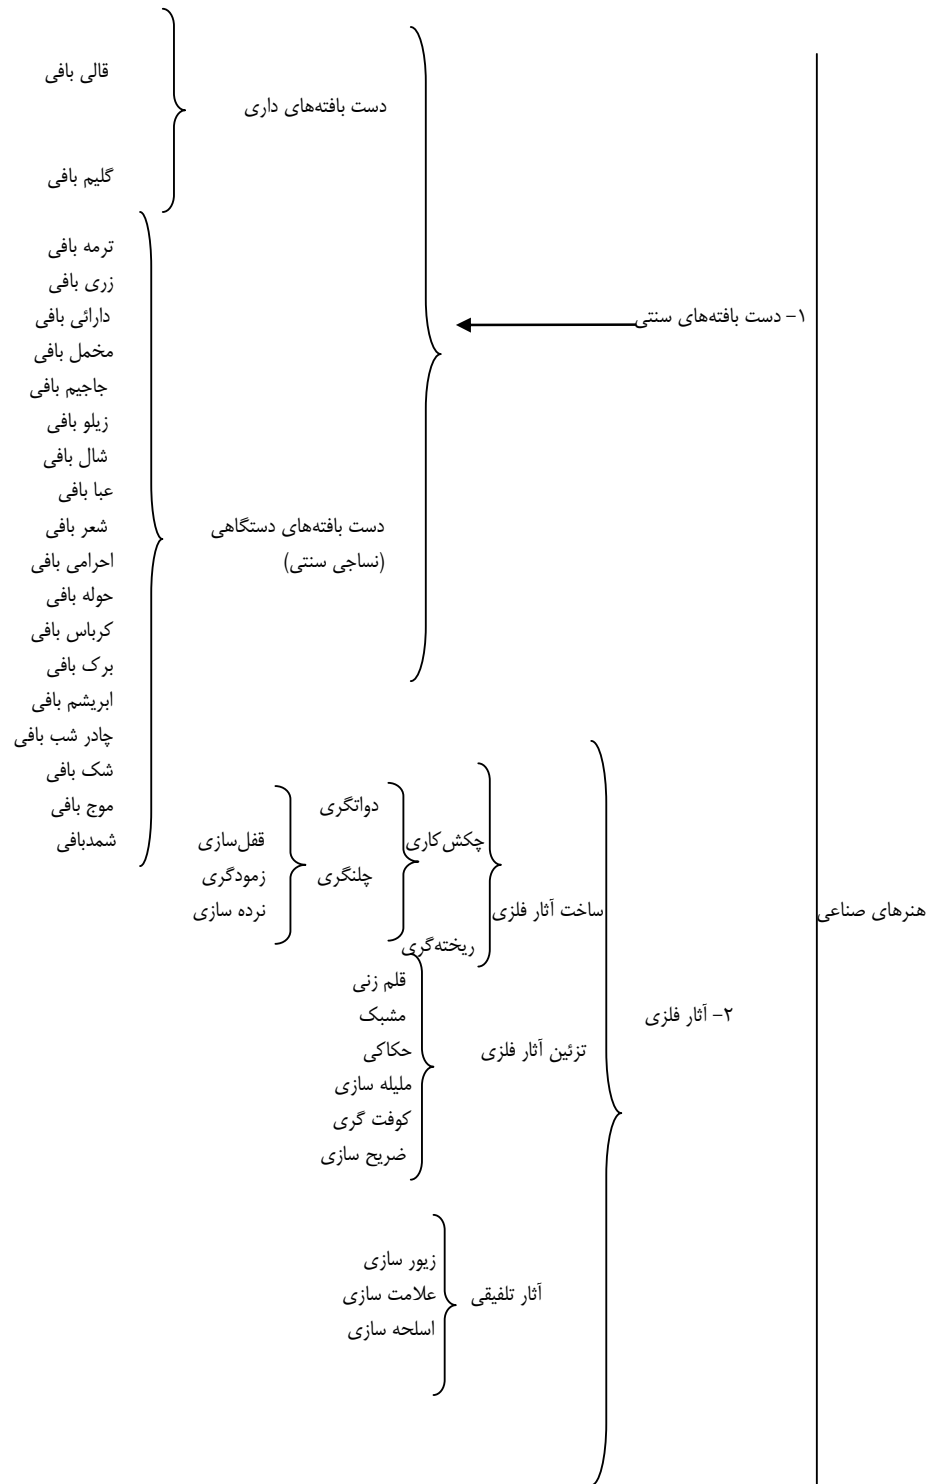 قالی بافی
دست بافته‌های داری
گلیم بافی
۱- دست بافته‌های سنتی
ترمه بافی
زری بافی
دارائی بافی
مخمل بافی
جاجیم بافی
زیلو بافی
شال بافی
عبا بافی
دست بافته‌های دستگاهی
(نساجی سنتی)
شعر بافی
احرامی بافی
حوله بافی
کرباس بافی
برک بافی
ابریشم بافی
چادر شب بافی
شک بافی
موج بافی
شمدبافی
هنرهای صناعی
۲- آثار فلزی
ساخت آثار فلزی
چکش‌کاری
دواتگری
چلنگری
قفل‌سازی
زمودگری
نرده سازی
ریخته‌گری
تزئین آثار فلزی
قلم زنی
مشبک
حکاکی
ملیله سازی
کوفت گری
ضریح سازی
آثار تلفیقی
زیور سازی
علامت سازی
اسلحه سازی